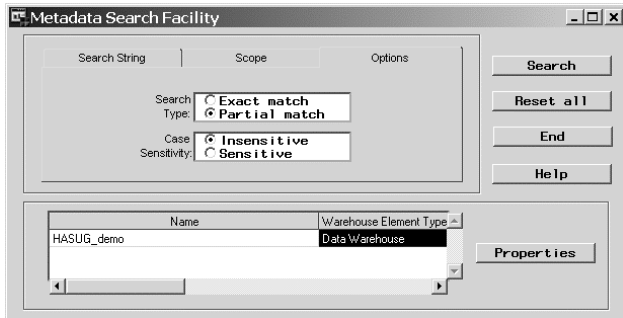 Metadata Search Facility
Search String Scope Options
Search
Search Type: Exact match
Partial match
Reset all
Case Sensitivity: Insensitive
Sensitive
End
Help
Name Warehouse Element Type
HASUG_demo Data Warehouse
Properties